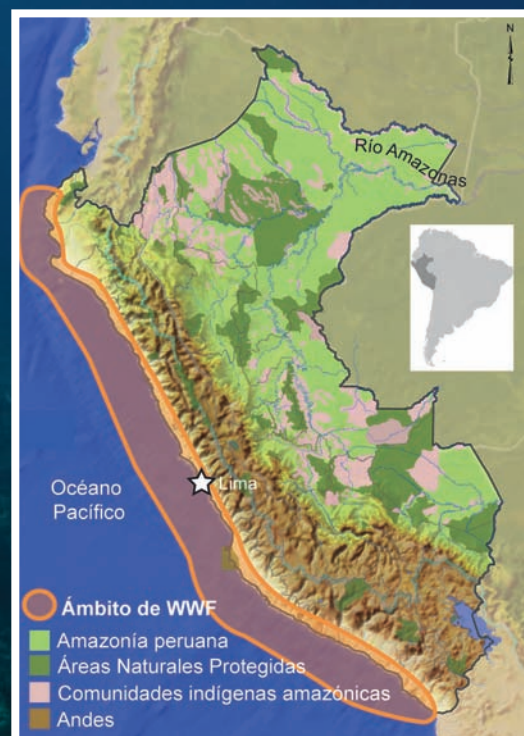 N
Río Amazonas
Lima
Océano
Pacífico
Ámbito de WWF
Amazonía peruana
Áreas Naturales Protegidas
Comunidades indígenas amazónicas
Andes